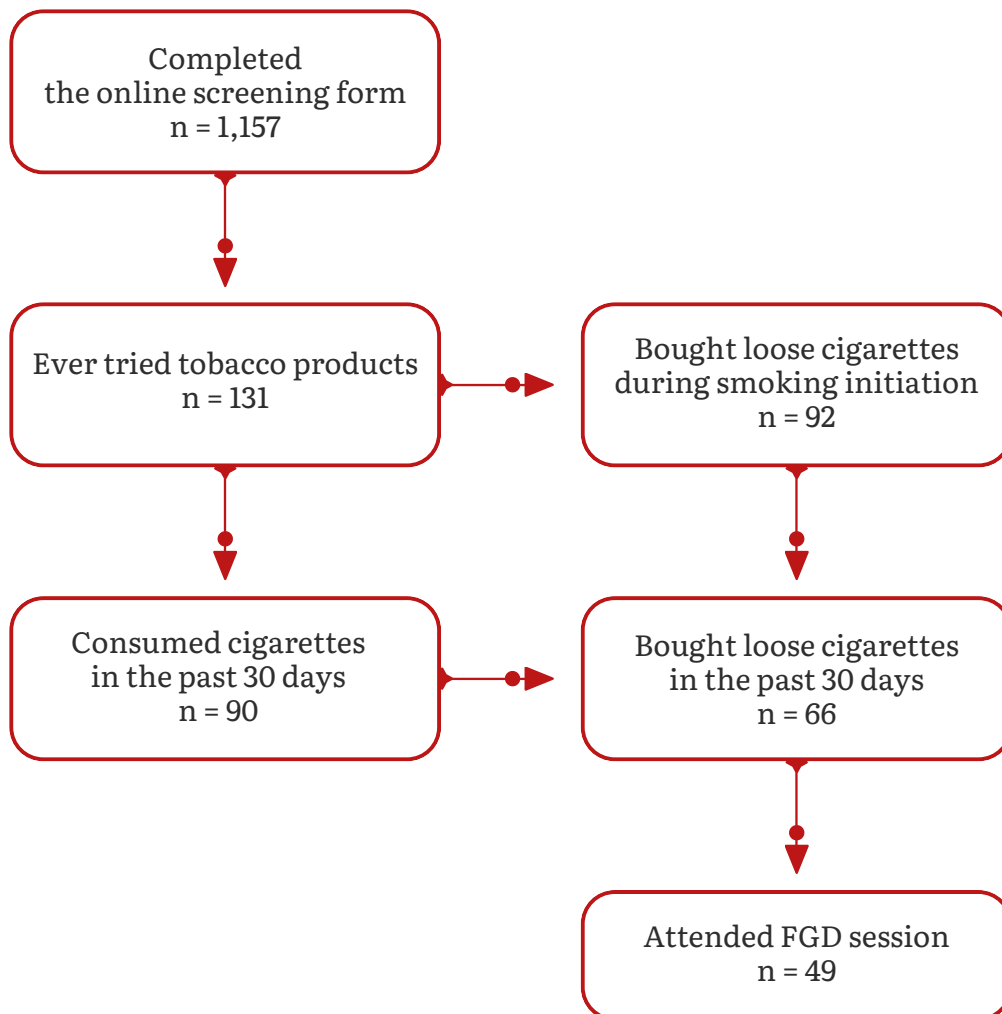 Completed
the online screening form
n = 1,157
Ever tried tobacco products
n = 131
Bought loose cigarettes
during smoking initiation
n = 92
Consumed cigarettes
in the past 30 days
n = 90
Bought loose cigarettes
in the past 30 days
n = 66
Attended FGD session
n = 49